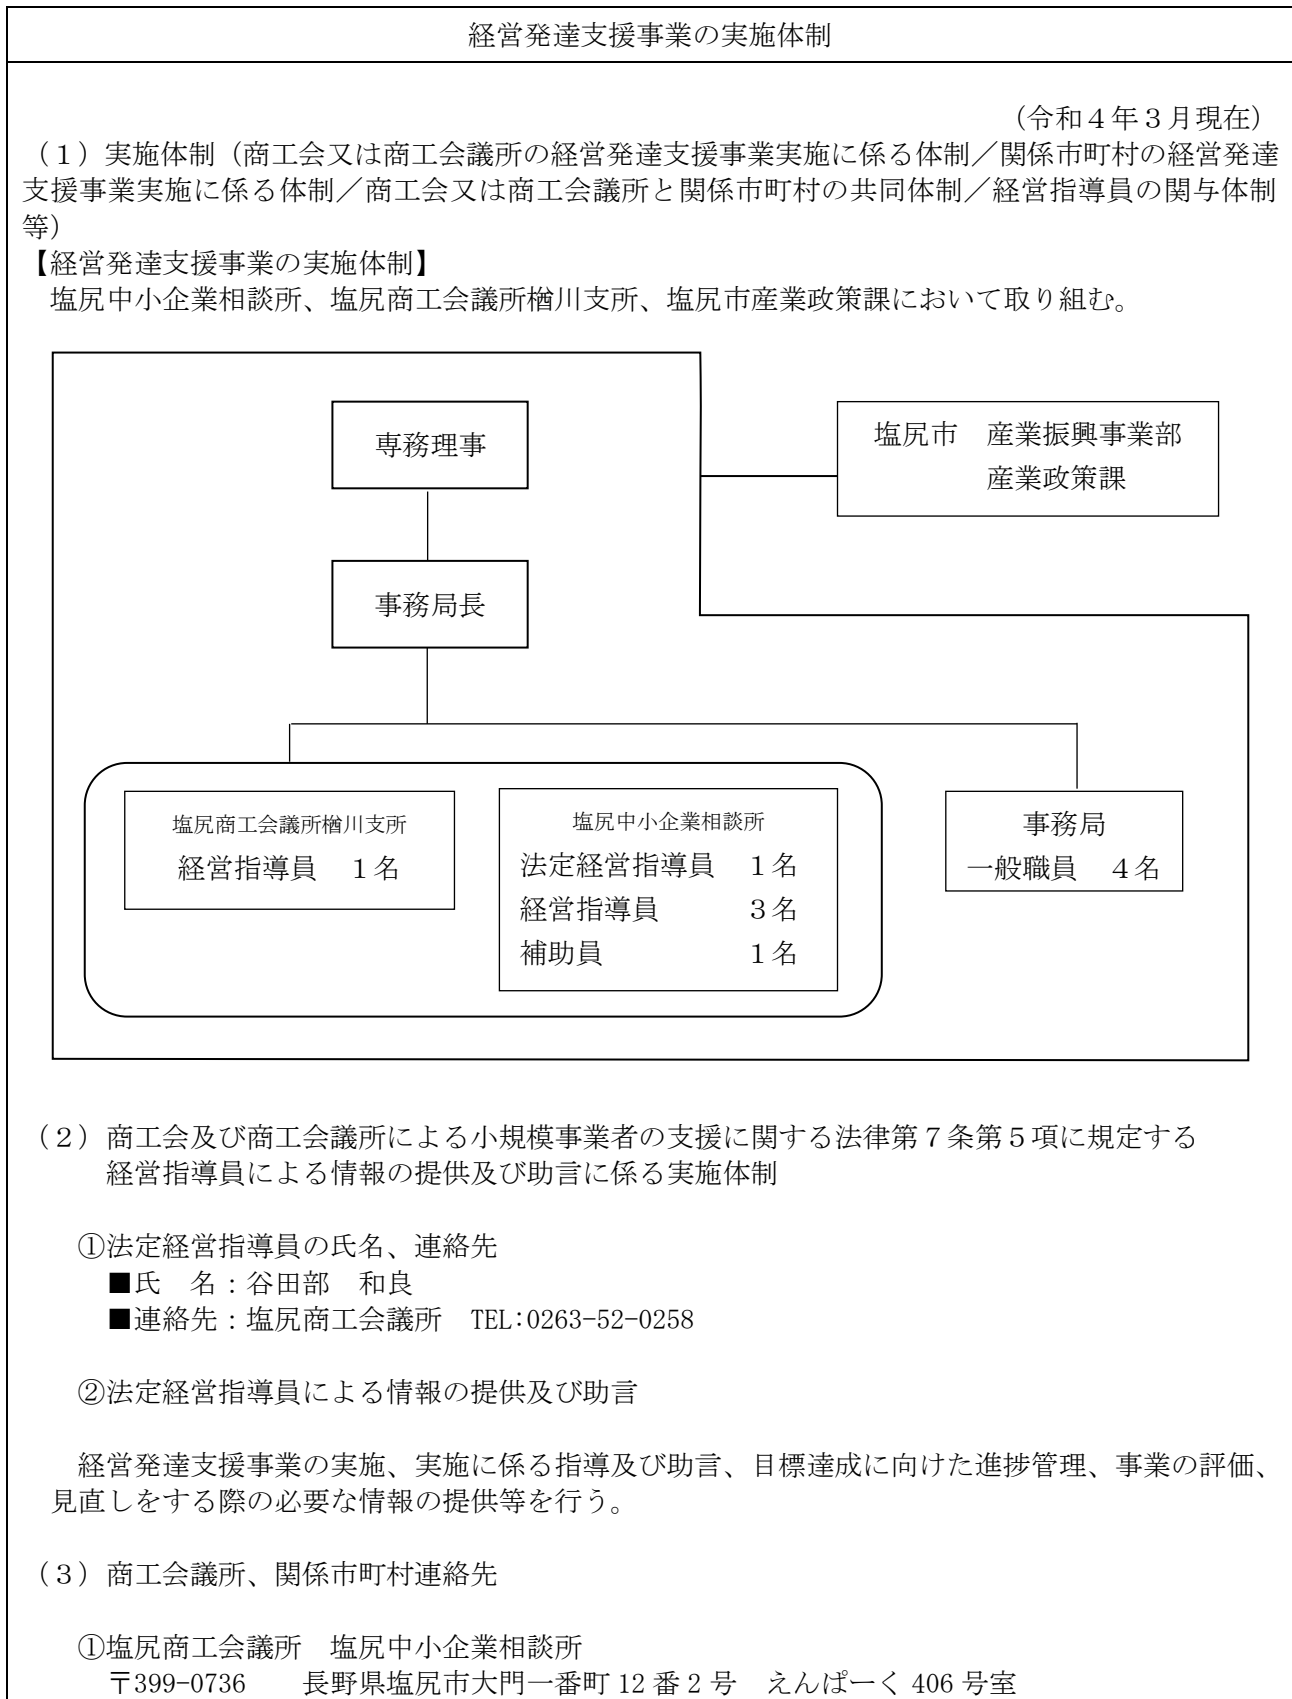 経営発達支援事業の実施体制
（令和４年３月現在）
（１）実施体制（商工会又は商工会議所の経営発達支援事業実施に係る体制／関係市町村の経営発達
支援事業実施に係る体制／商工会又は商工会議所と関係市町村の共同体制／経営指導員の関与体制
等）
【経営発達支援事業の実施体制】
塩尻中小企業相談所、塩尻商工会議所楢川支所、塩尻市産業政策課において取り組む。
専務理事
塩尻市　産業振興事業部
産業政策課
事務局長
塩尻商工会議所楢川支所
経営指導員　１名
塩尻中小企業相談所
法定経営指導員　１名
経営指導員　３名
補助員　１名
事務局
一般職員　４名
（２）商工会及び商工会議所による小規模事業者の支援に関する法律第７条第５項に規定する
経営指導員による情報の提供及び助言に係る実施体制
①法定経営指導員の氏名、連絡先
■氏　名：谷田部　和良
■連絡先：塩尻商工会議所　TEL:0263-52-0258
②法定経営指導員による情報の提供及び助言
経営発達支援事業の実施、実施に係る指導及び助言、目標達成に向けた進捗管理、事業の評価、
見直しをする際の必要な情報の提供等を行う。
（３）商工会議所、関係市町村連絡先
①塩尻商工会議所　塩尻中小企業相談所
〒399-0736　長野県塩尻市大門一番町 12 番 2 号　えんぱーく 406 号室